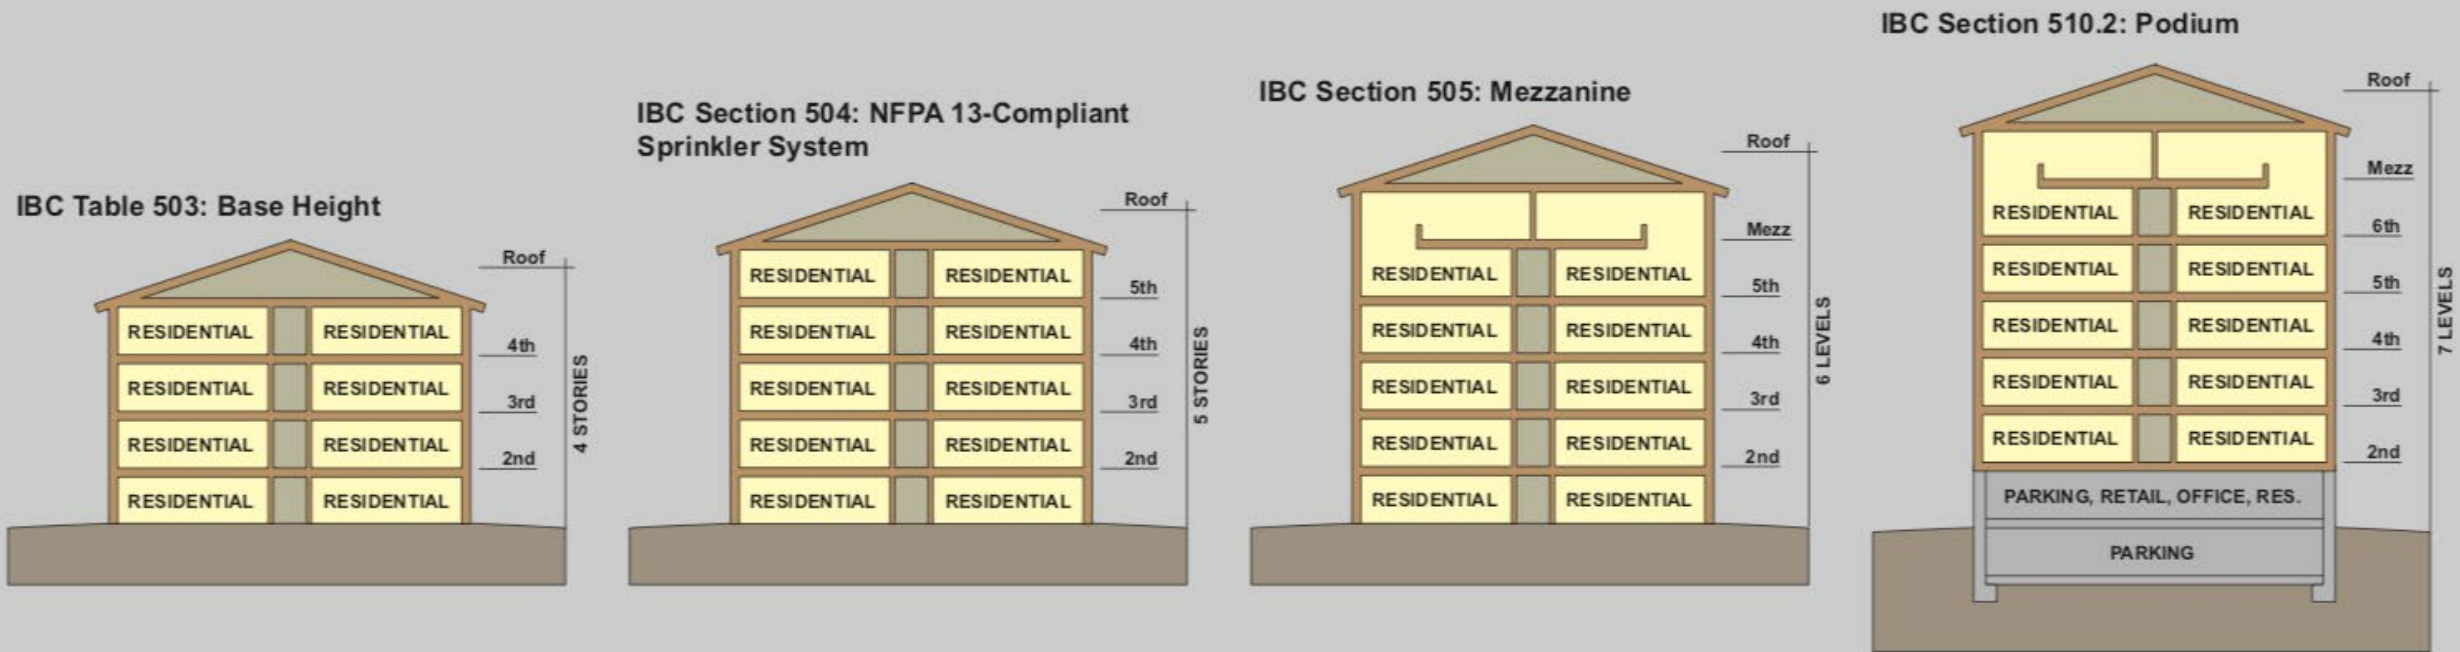 IBC Table 503: Base Height
Roof
RESIDENTIAL RESIDENTIAL
4th
RESIDENTIAL RESIDENTIAL
3rd
RESIDENTIAL RESIDENTIAL
2nd
RESIDENTIAL RESIDENTIAL
4 STORIES
IBC Section 504: NFPA 13-Compliant
Sprinkler System
Roof
RESIDENTIAL RESIDENTIAL
5th
RESIDENTIAL RESIDENTIAL
4th
RESIDENTIAL RESIDENTIAL
3rd
RESIDENTIAL RESIDENTIAL
2nd
RESIDENTIAL RESIDENTIAL
5 STORIES
IBC Section 505: Mezzanine
Roof
Mezz
RESIDENTIAL RESIDENTIAL
5th
RESIDENTIAL RESIDENTIAL
4th
RESIDENTIAL RESIDENTIAL
3rd
RESIDENTIAL RESIDENTIAL
2nd
RESIDENTIAL RESIDENTIAL
6 LEVELS
IBC Section 510.2: Podium
Roof
Mezz
RESIDENTIAL RESIDENTIAL
6th
RESIDENTIAL RESIDENTIAL
5th
RESIDENTIAL RESIDENTIAL
4th
RESIDENTIAL RESIDENTIAL
3rd
RESIDENTIAL RESIDENTIAL
2nd
PARKING, RETAIL, OFFICE, RES.
PARKING
7 LEVELS